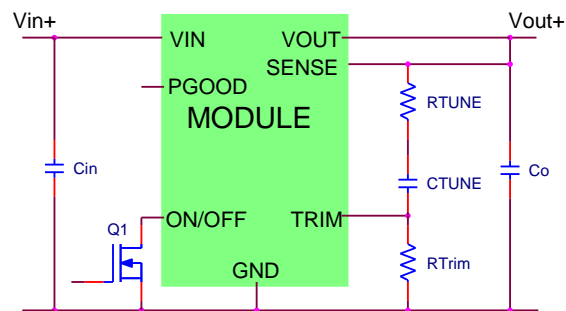 Vin+
Vout+
VIN
VOUT
SENSE
PGOOD
RTUNE
MODULE
Cin
CTUNE
Co
Q1
ON/OFF
TRIM
GND
RTrim